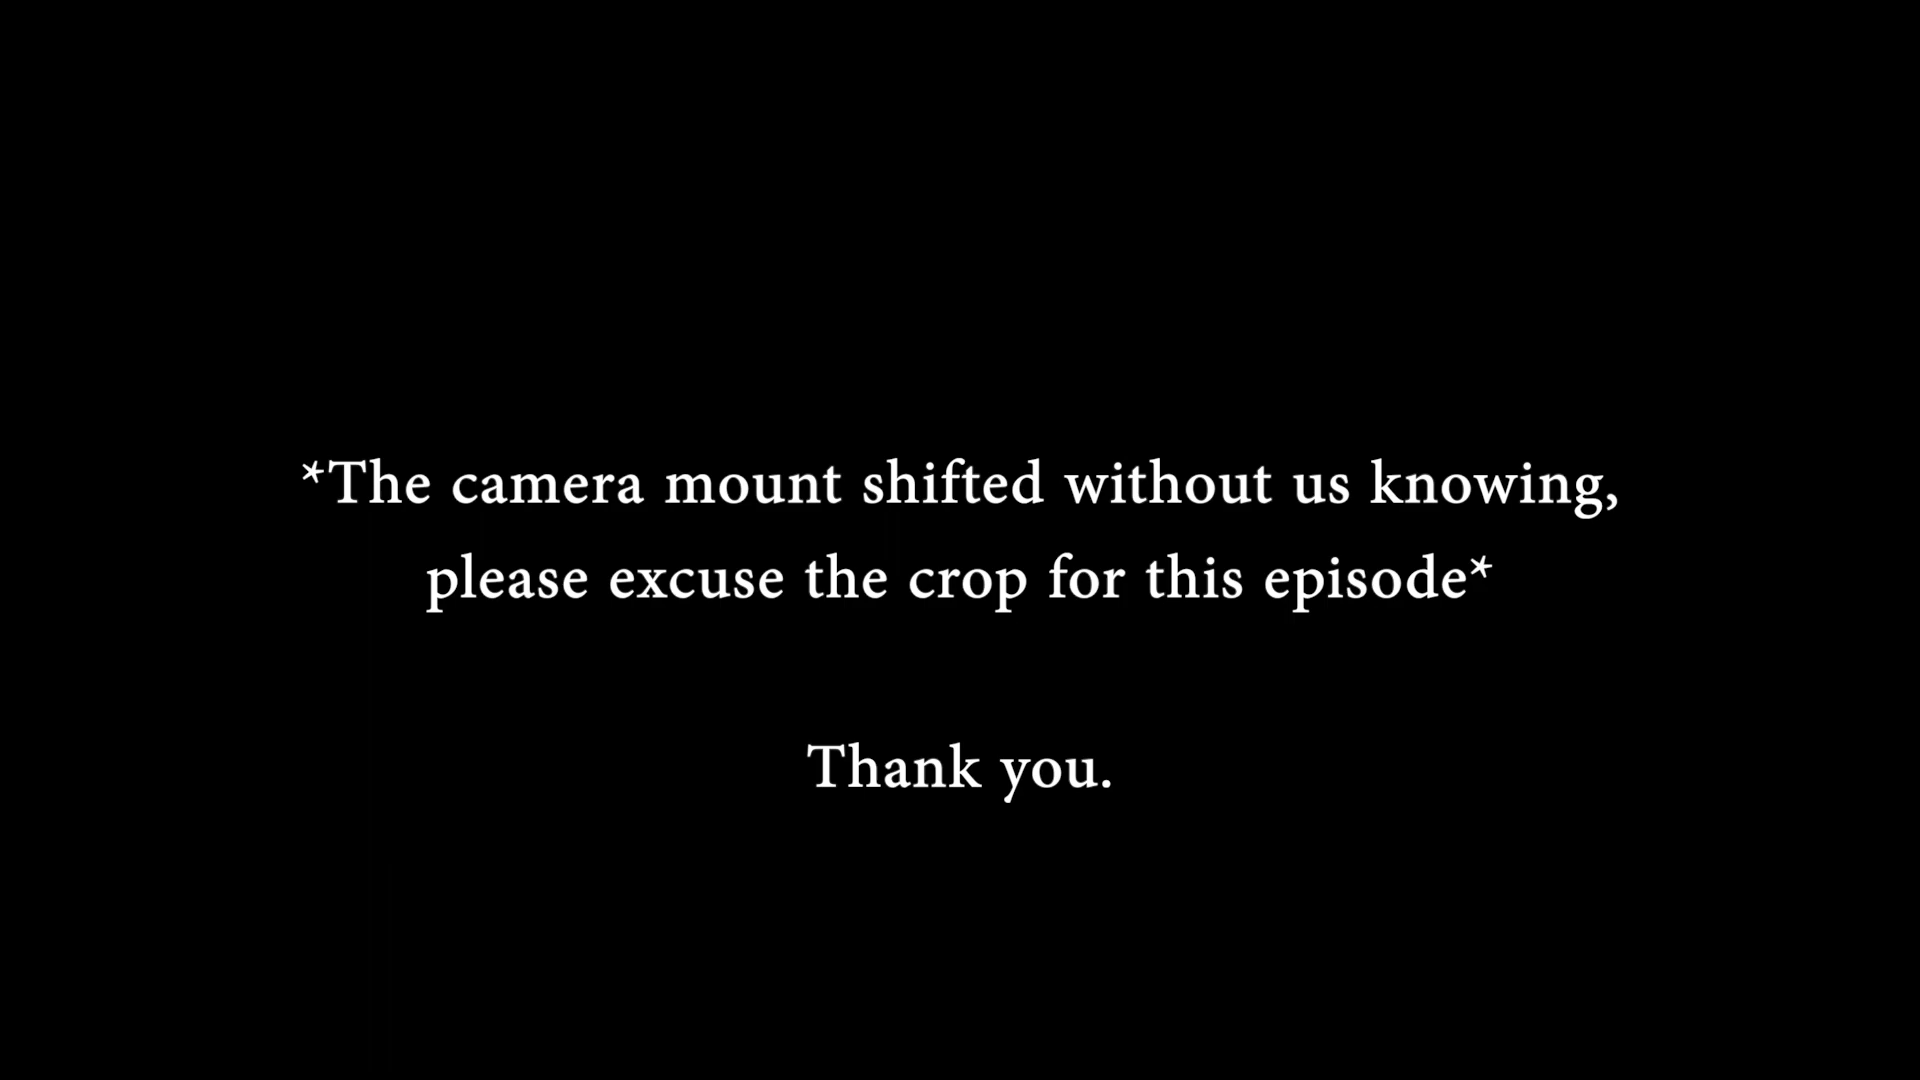 *The camera mount shifted without us knowing,
please excuse the crop for this episode*
Thank you.